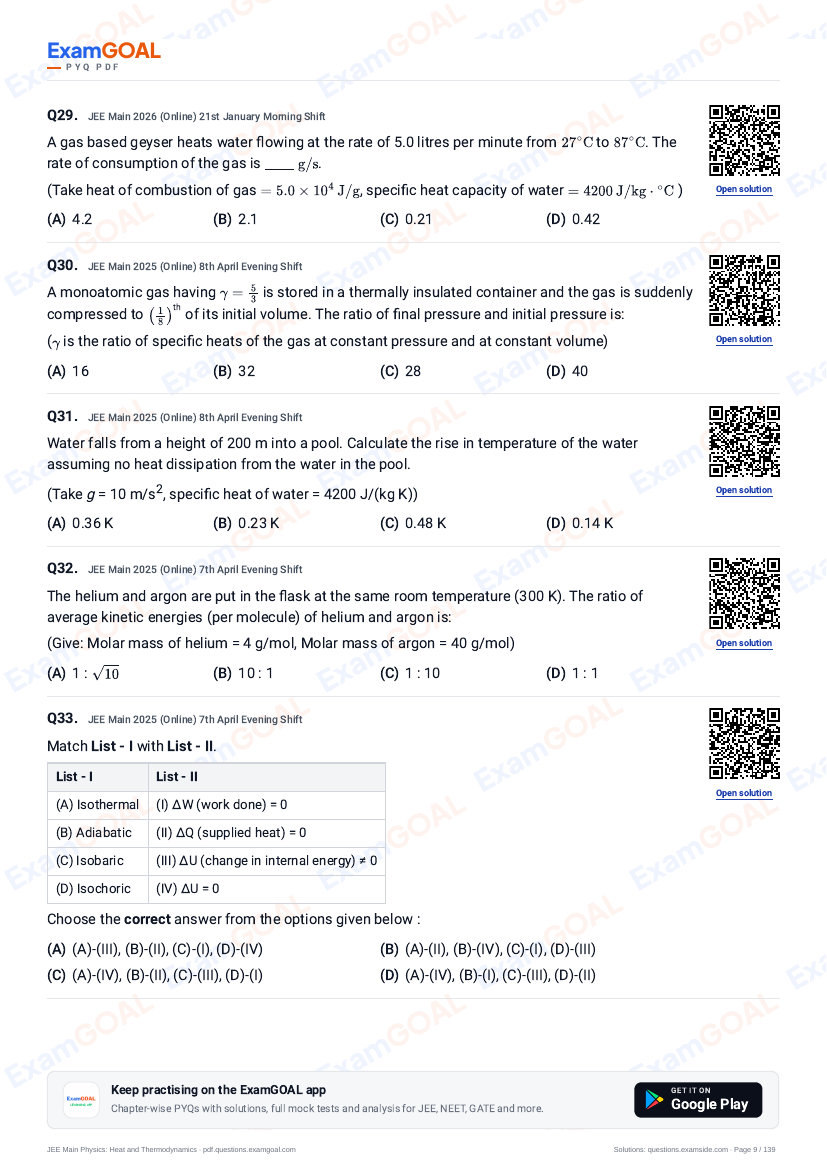 ExamGOAL
PYQ PDF
Q29. JEE Main 2026 (Online) 21st January Morning Shift
A gas based geyser heats water flowing at the rate of 5.0 litres per minute from 27°C to 87°C. The
rate of consumption of the gas is ____ g/s.
(Take heat of combustion of gas = 5.0 × 10⁴ J/g, specific heat capacity of water = 4200 J/kg · °C )
(A) 4.2 (B) 2.1 (C) 0.21 (D) 0.42
Open solution
Q30. JEE Main 2025 (Online) 8th April Evening Shift
A monoatomic gas having γ = 5/3 is stored in a thermally insulated container and the gas is suddenly
compressed to (1/8)th of its initial volume. The ratio of final pressure and initial pressure is:
(γ is the ratio of specific heats of the gas at constant pressure and at constant volume)
(A) 16 (B) 32 (C) 28 (D) 40
Open solution
Q31. JEE Main 2025 (Online) 8th April Evening Shift
Water falls from a height of 200 m into a pool. Calculate the rise in temperature of the water
assuming no heat dissipation from the water in the pool.
(Take g = 10 m/s², specific heat of water = 4200 J/(kg K))
(A) 0.36 K (B) 0.23 K (C) 0.48 K (D) 0.14 K
Open solution
Q32. JEE Main 2025 (Online) 7th April Evening Shift
The helium and argon are put in the flask at the same room temperature (300 K). The ratio of
average kinetic energies (per molecule) of helium and argon is:
(Give: Molar mass of helium = 4 g/mol, Molar mass of argon = 40 g/mol)
(A) 1 : √10 (B) 10 : 1 (C) 1 : 10 (D) 1 : 1
Open solution
Q33. JEE Main 2025 (Online) 7th April Evening Shift
Match List - I with List - II.
List - I List - II
(A) Isothermal (I) ΔW (work done) = 0
(B) Adiabatic (II) ΔQ (supplied heat) = 0
(C) Isobaric (III) ΔU (change in internal energy) ≠ 0
(D) Isochoric (IV) ΔU = 0
Open solution
Choose the correct answer from the options given below :
(A) (A)-(III), (B)-(II), (C)-(I), (D)-(IV) (B) (A)-(II), (B)-(IV), (C)-(I), (D)-(III)
(C) (A)-(IV), (B)-(II), (C)-(III), (D)-(I) (D) (A)-(IV), (B)-(I), (C)-(III), (D)-(II)
ExamGOAL
Keep practising on the ExamGOAL app
Chapter-wise PYQs with solutions, full mock tests and analysis for JEE, NEET, GATE and more.
GET IT ON
Google Play
JEE Main Physics: Heat and Thermodynamics · pdf.questions.examgoal.com
Solutions: questions.examside.com · Page 9 / 139